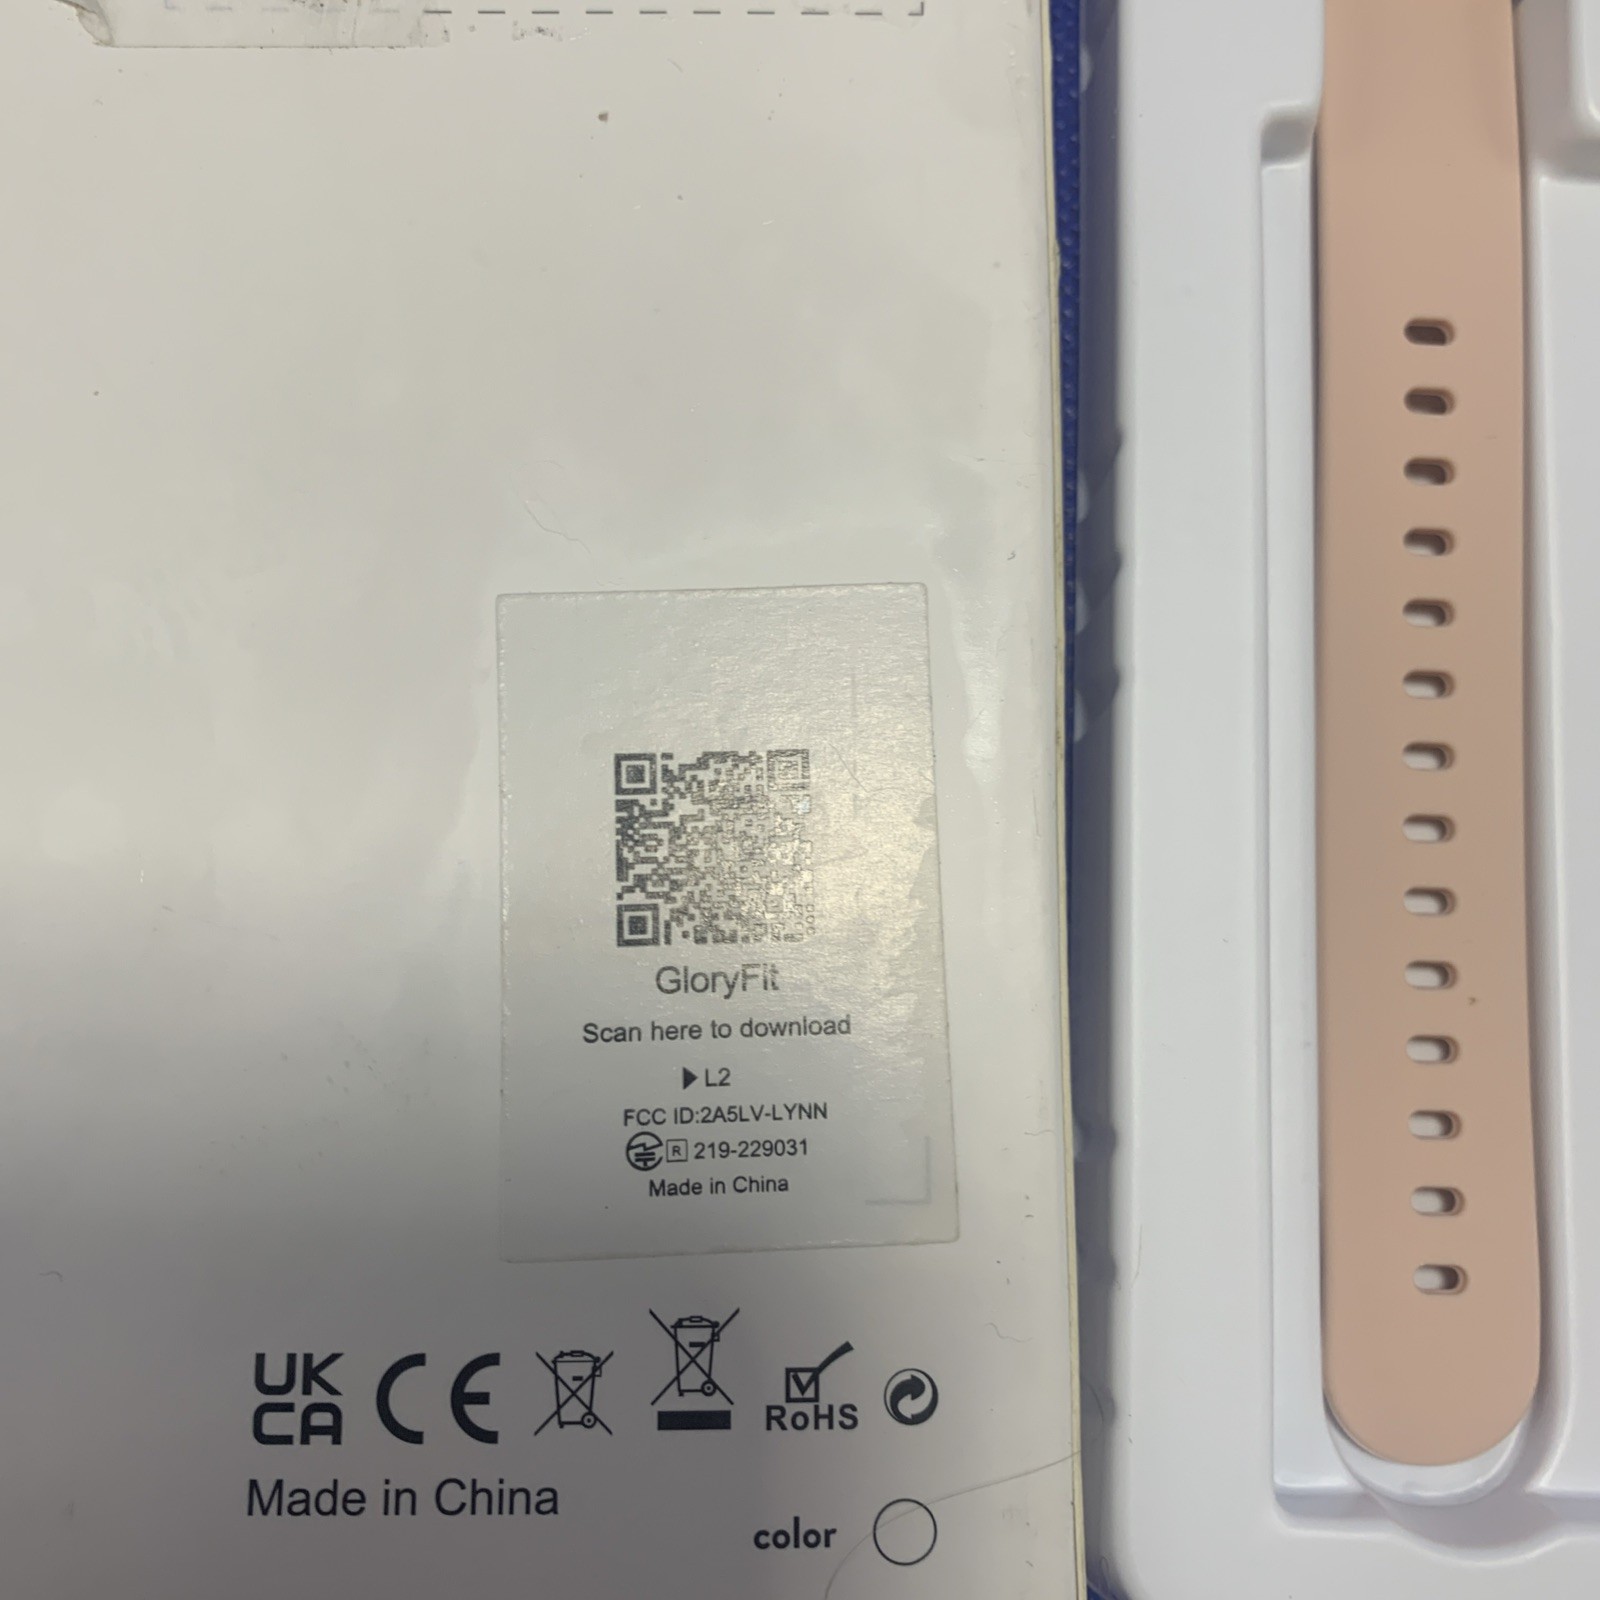 GloryFit
Scan here to download
▶ L2
FCC ID:2A5LV-LYNN
R 219-229031
Made in China
UK
CA CE RoHS
Made in China
color